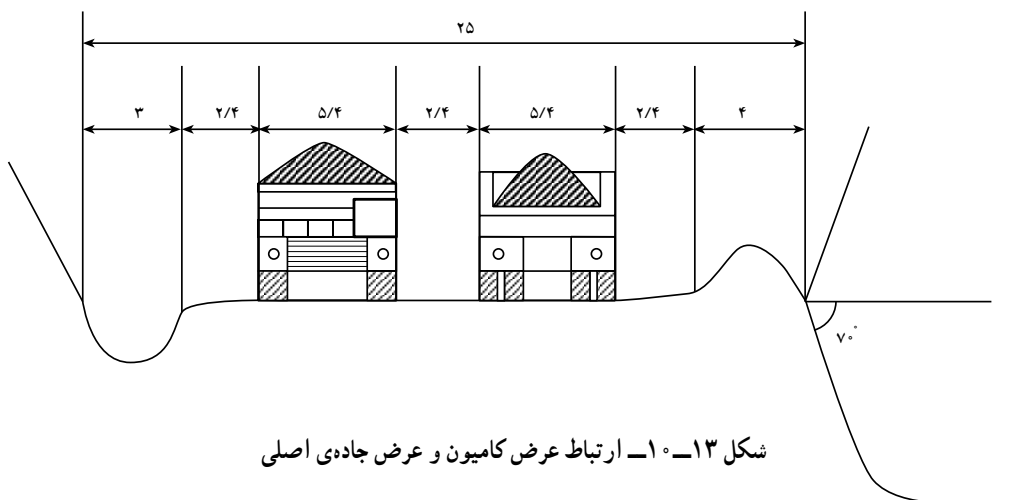 ۲۵
۳ ۲/۴ ۵/۴ ۲/۴ ۵/۴ ۲/۴ ۴
۷۰°
شکل ۱۳ــ۱۰ــ ارتباط عرض کامیون و عرض جاده‌ی اصلی